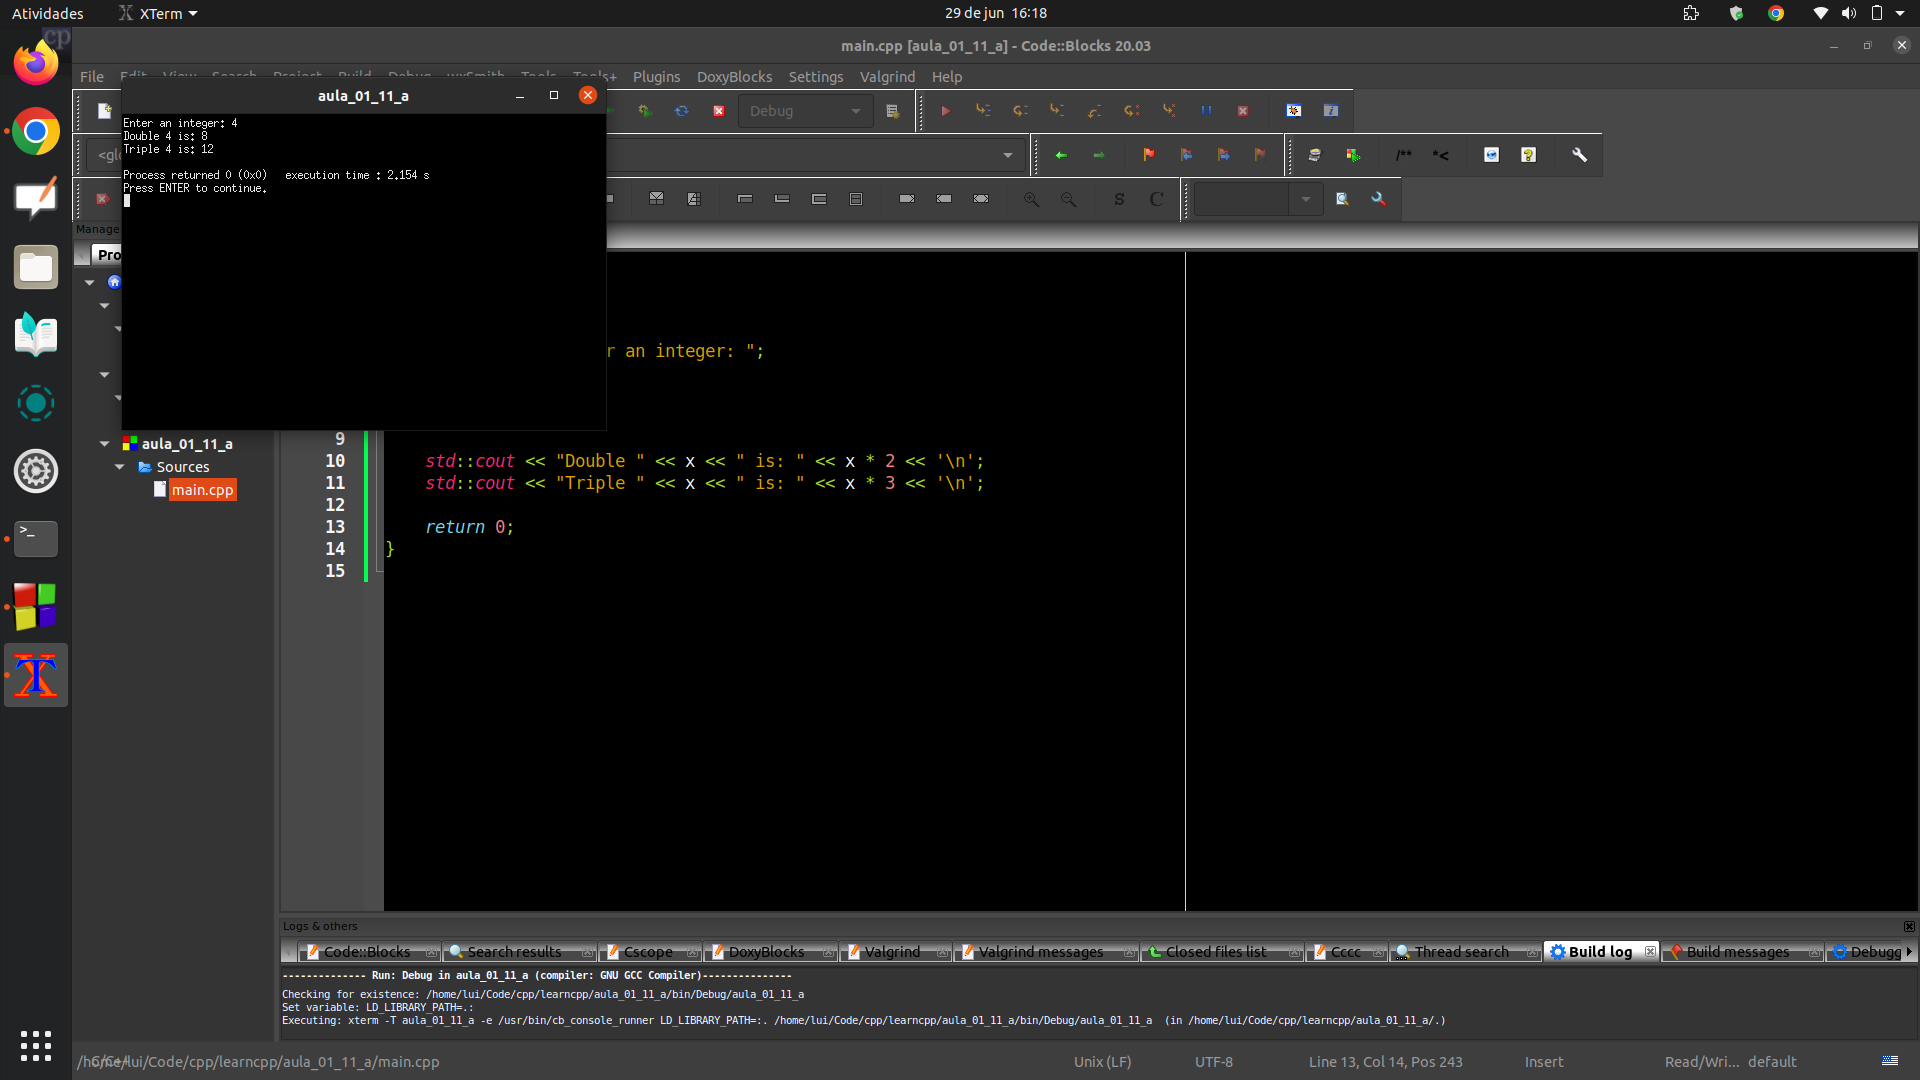 Atividades
XTerm
29 de jun 16:18
main.cpp [aula_01_11_a] - Code::Blocks 20.03
File Edit View Search Project Build Debug wxSmith Tools Tools+ Plugins DoxyBlocks Settings Valgrind Help
aula_01_11_a
Debug
Enter an integer: 4
Double 4 is: 8
Triple 4 is: 12
Process returned 0 (0x0) execution time : 2.154 s
Press ENTER to continue.
<glo
/** *<
S C
Manage
Pro
r an integer: ";
9
10 std::cout << "Double " << x << " is: " << x * 2 << '\n';
11 std::cout << "Triple " << x << " is: " << x * 3 << '\n';
12
13 return 0;
14 }
15
aula_01_11_a
Sources
main.cpp
Logs & others
Code::Blocks Search results Cscope DoxyBlocks Valgrind Valgrind messages Closed files list Cccc Thread search Build log Build messages Debugg
-------------- Run: Debug in aula_01_11_a (compiler: GNU GCC Compiler)---------------
Checking for existence: /home/lui/Code/cpp/learncpp/aula_01_11_a/bin/Debug/aula_01_11_a
Set variable: LD_LIBRARY_PATH=.:
Executing: xterm -T aula_01_11_a -e /usr/bin/cb_console_runner LD_LIBRARY_PATH=:. /home/lui/Code/cpp/learncpp/aula_01_11_a/bin/Debug/aula_01_11_a (in /home/lui/Code/cpp/learncpp/aula_01_11_a/.)
/home/lui/Code/cpp/learncpp/aula_01_11_a/main.cpp
C/C++
Unix (LF)
UTF-8
Line 13, Col 14, Pos 243
Insert
Read/Wri...
default